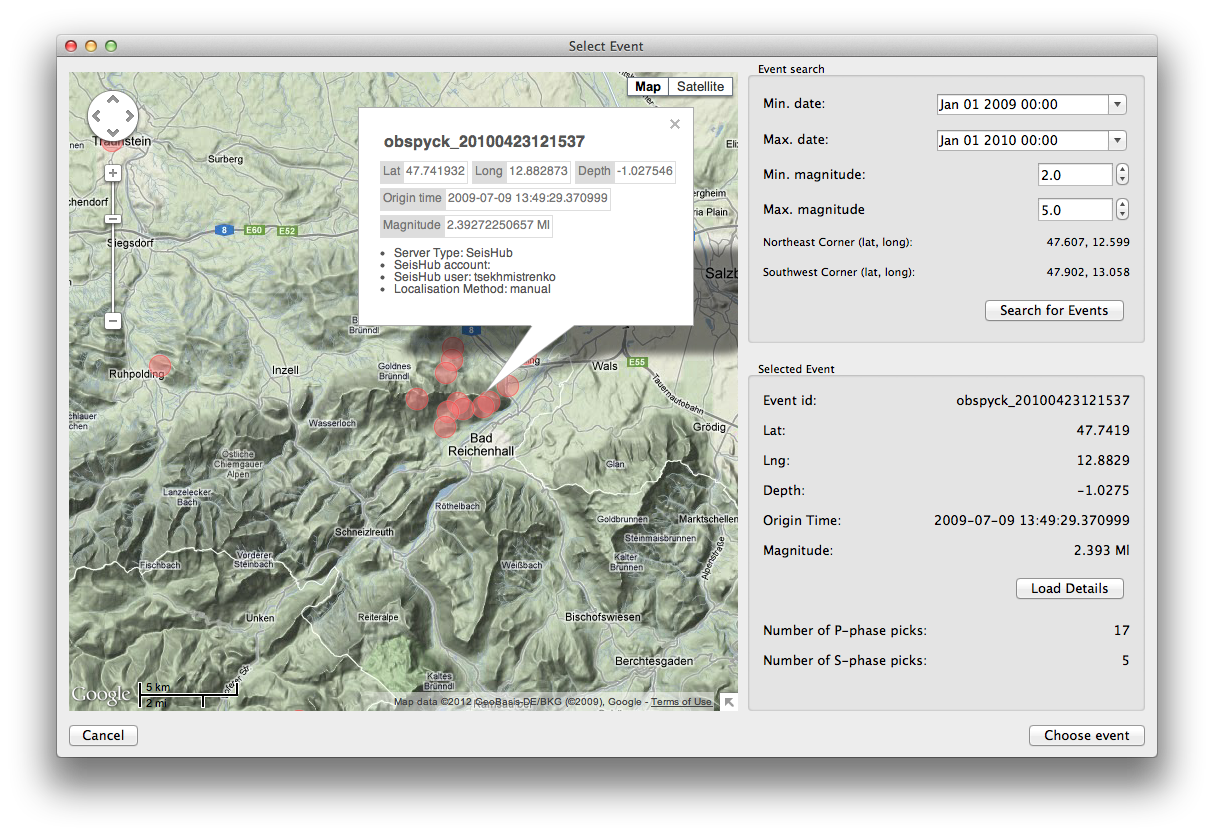 Select Event
Map Satellite
Traunstein
Surberg
Siegsdorf
8 E60 E52
Ruhpolding
Inzell
Goldnes
Bründl
Wasserloch
Östliche
Chiemgauer
Alpen
Lanzelecker
Bach
Schneizlreuth
Fischbach
Vorderer
Steinbach
Unken
Reiteralpe
Röthelbach
Weißbach
Bad
Reichenhall
8
Wals
E55
Tauernautobahn
Grödig
Glan
Goldbrunnen
Marktschellen
Steinmaisbrunnen
Kalter
Brunnen
Alpenstraße
Bischofswiesen
Berchtesgaden
Kaltes
Bründl
Salzb
ria Plain
Google
5 km
2 mi
Map data ©2012 GeoBasis-DE/BKG (©2009), Google - Terms of Use
obspyck_20100423121537
Lat 47.741932 Long 12.882873 Depth -1.027546
Origin time 2009-07-09 13:49:29.370999
Magnitude 2.39272250657 Ml
• Server Type: SeisHub
• SeisHub account:
• SeisHub user: tsekhmistrenko
• Localisation Method: manual
Event search
Min. date: Jan 01 2009 00:00
Max. date: Jan 01 2010 00:00
Min. magnitude: 2.0
Max. magnitude 5.0
Northeast Corner (lat, long): 47.607, 12.599
Southwest Corner (lat, long): 47.902, 13.058
Search for Events
Selected Event
Event id: obspyck_20100423121537
Lat: 47.7419
Lng: 12.8829
Depth: -1.0275
Origin Time: 2009-07-09 13:49:29.370999
Magnitude: 2.393 Ml
Load Details
Number of P-phase picks: 17
Number of S-phase picks: 5
Cancel
Choose event